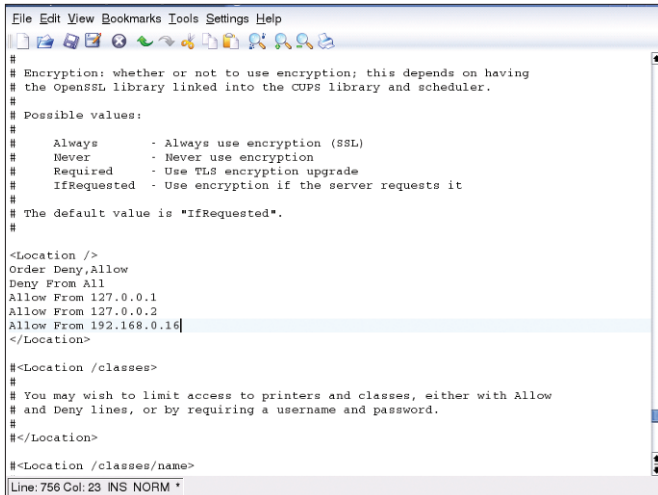 File Edit View Bookmarks Tools Settings Help
#
# Encryption: whether or not to use encryption; this depends on having
# the OpenSSL library linked into the CUPS library and scheduler.
#
# Possible values:
#
#     Always       - Always use encryption (SSL)
#     Never        - Never use encryption
#     Required     - Use TLS encryption upgrade
#     IfRequested  - Use encryption if the server requests it
#
# The default value is "IfRequested".
#
<Location />
Order Deny,Allow
Deny From All
Allow From 127.0.0.1
Allow From 127.0.0.2
Allow From 192.168.0.16
</Location>
#<Location /classes>
#
# You may wish to limit access to printers and classes, either with Allow
# and Deny lines, or by requiring a username and password.
#
#</Location>
#<Location /classes/name>
Line: 756 Col: 23 INS NORM *